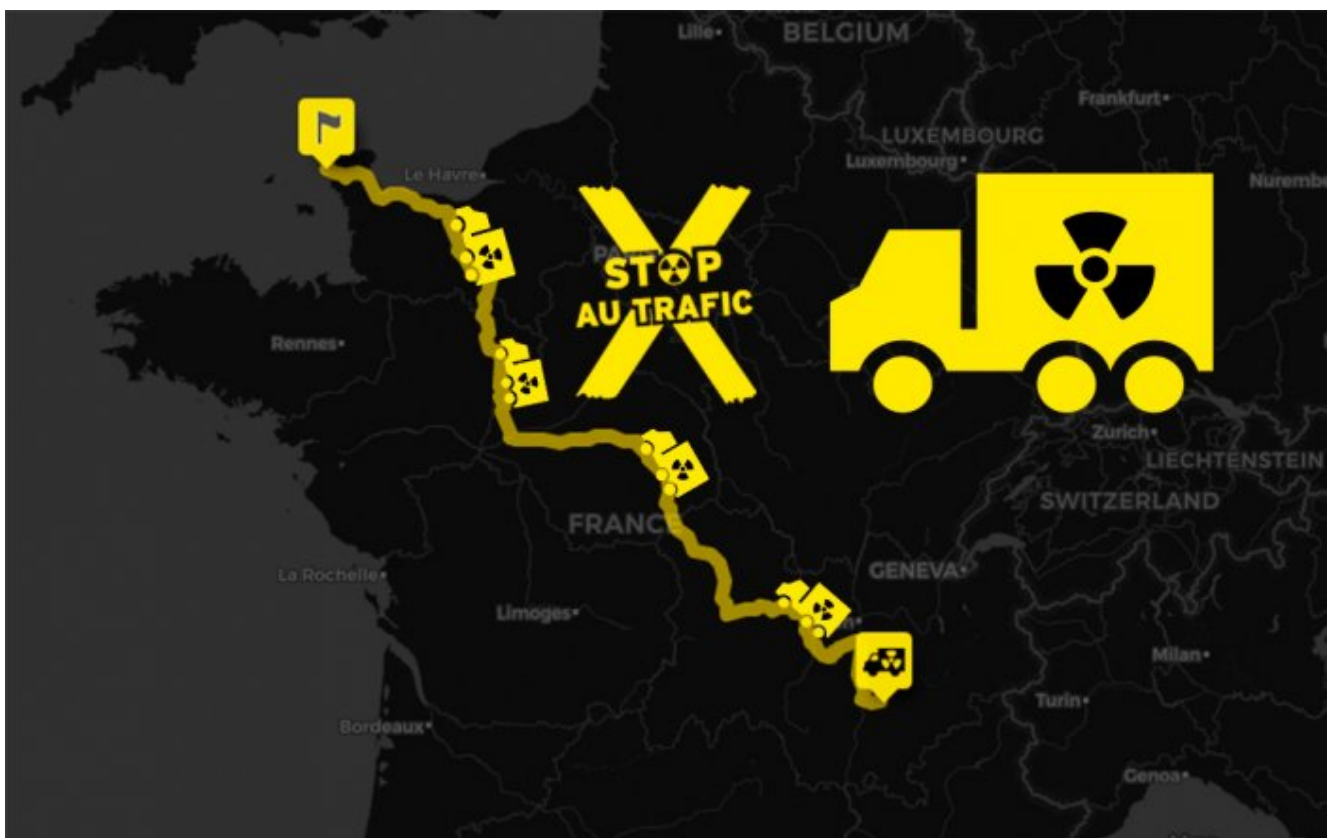 Lille
BELGIUM
Frankfurt
LUXEMBOURG
Luxembourg
Le Havre
STOP
AU TRAFIC
Rennes
Zurich
LIECHTENSTEIN
SWITZERLAND
FRANCE
La Rochelle
GENEVA
Limoges
Milan
Turin
Bordeaux
Genoa